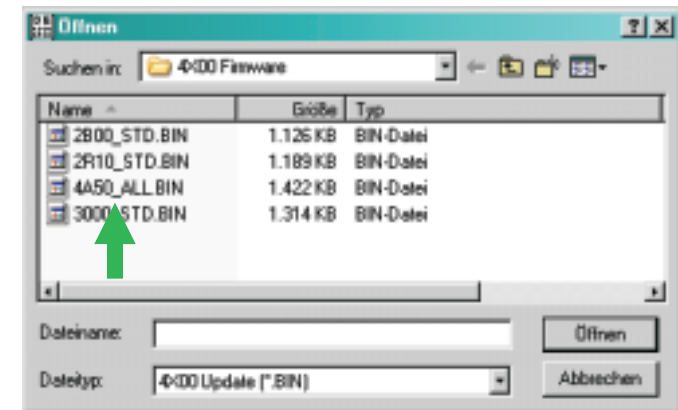 Öffnen
Suchen in: 4X00 Firmware
Name Größe Typ
2B00_STD.BIN 1.126 KB BIN-Datei
2R10_STD.BIN 1.189 KB BIN-Datei
4A50_ALL.BIN 1.422 KB BIN-Datei
3000_STD.BIN 1.314 KB BIN-Datei
Dateiname: Öffnen
Dateityp: 4X00 Update (*.BIN) Abbrechen